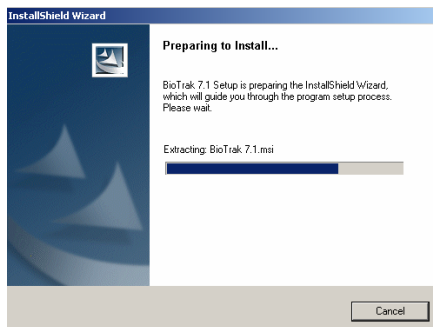 InstallShield Wizard
Preparing to Install...
BioTrak 7.1 Setup is preparing the InstallShield Wizard,
which will guide you through the program setup process.
Please wait.
Extracting: BioTrak 7.1.msi
Cancel